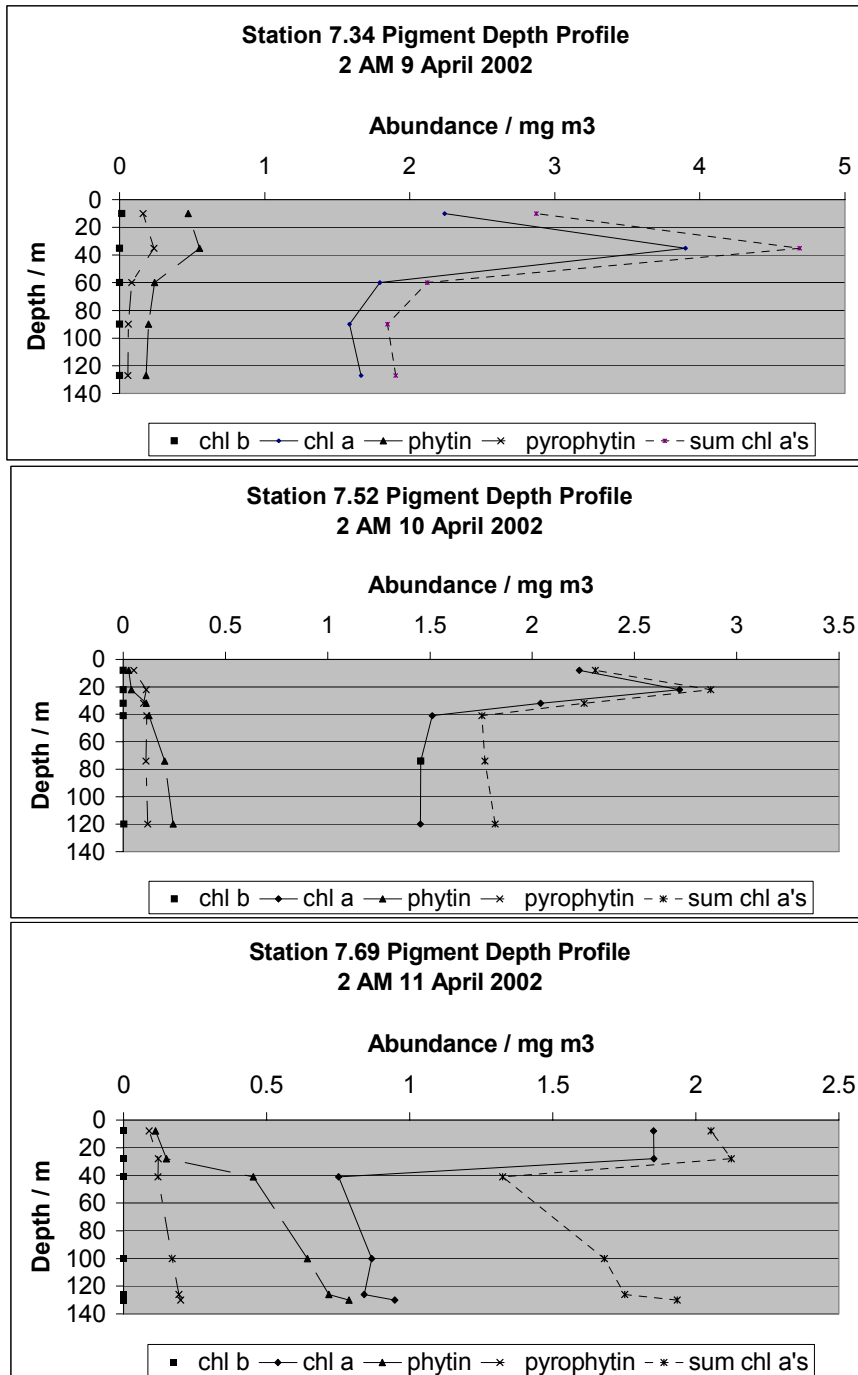 Station 7.34 Pigment Depth Profile
2 AM 9 April 2002
Abundance / mg m3
0 1 2 3 4 5
Depth / m
0
20
40
60
80
100
120
140
chl b chl a phytin pyrophytin sum chl a's
Station 7.52 Pigment Depth Profile
2 AM 10 April 2002
Abundance / mg m3
0 0.5 1 1.5 2 2.5 3 3.5
Depth / m
0
20
40
60
80
100
120
140
chl b chl a phytin pyrophytin sum chl a's
Station 7.69 Pigment Depth Profile
2 AM 11 April 2002
Abundance / mg m3
0 0.5 1 1.5 2 2.5
Depth / m
0
20
40
60
80
100
120
140
chl b chl a phytin pyrophytin sum chl a's